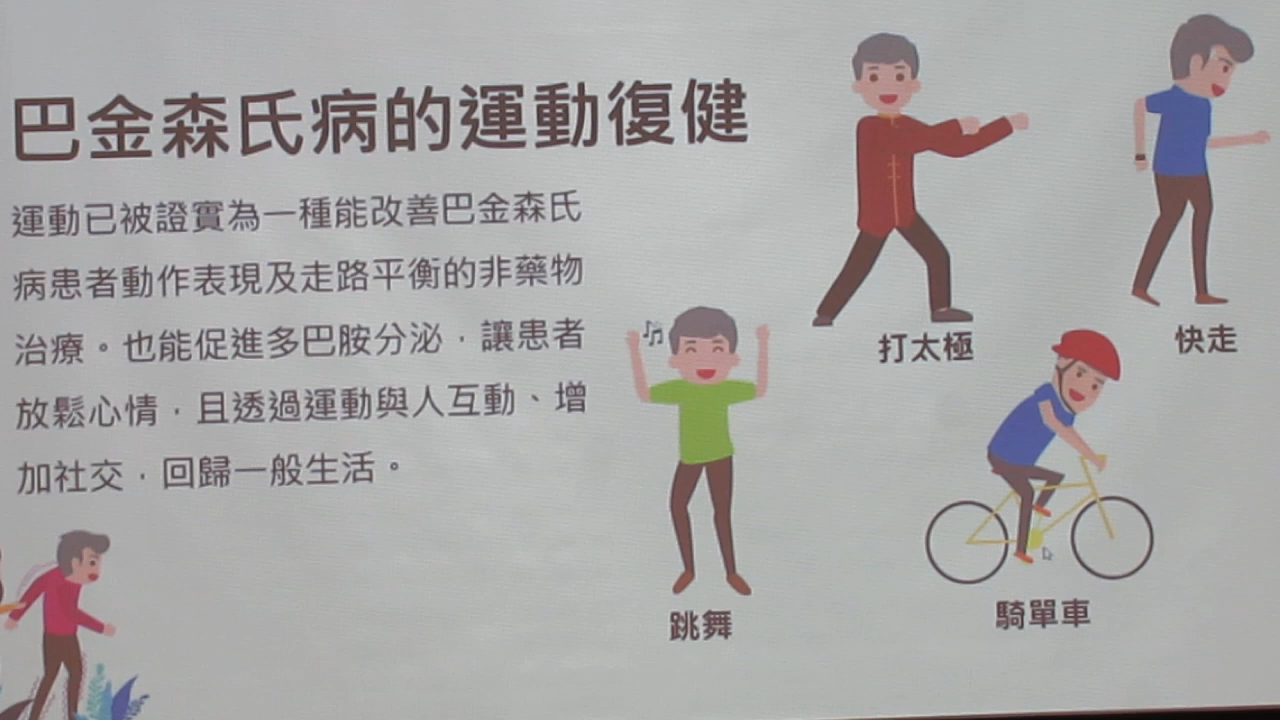 巴金森氏病的運動復健
運動已被證實為一種能改善巴金森氏
病患者動作表現及走路平衡的非藥物
治療。也能促進多巴胺分泌，讓患者
放鬆心情，且透過運動與人互動、增
加社交，回歸一般生活。
打太極
快走
跳舞
騎單車